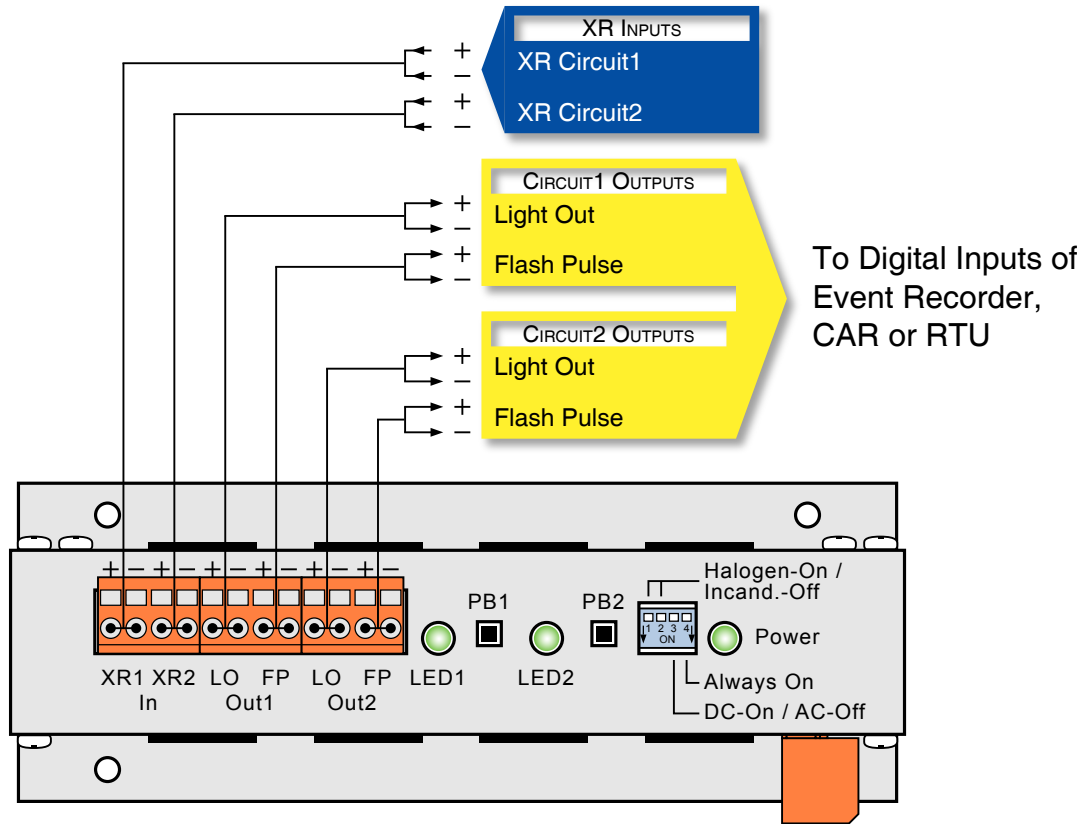 XR INPUTS
+
XR Circuit1
−
+
XR Circuit2
−
CIRCUIT1 OUTPUTS
+
Light Out
−
+
Flash Pulse
−
CIRCUIT2 OUTPUTS
+
Light Out
−
+
Flash Pulse
−
To Digital Inputs of
Event Recorder,
CAR or RTU
+ − + − + − + − + − + −
Halogen-On /
Incand.-Off
PB1
PB2
1 2 3 4
ON
Power
XR1 XR2 LO FP LO FP LED1 LED2
In Out1 Out2
Always On
DC-On / AC-Off